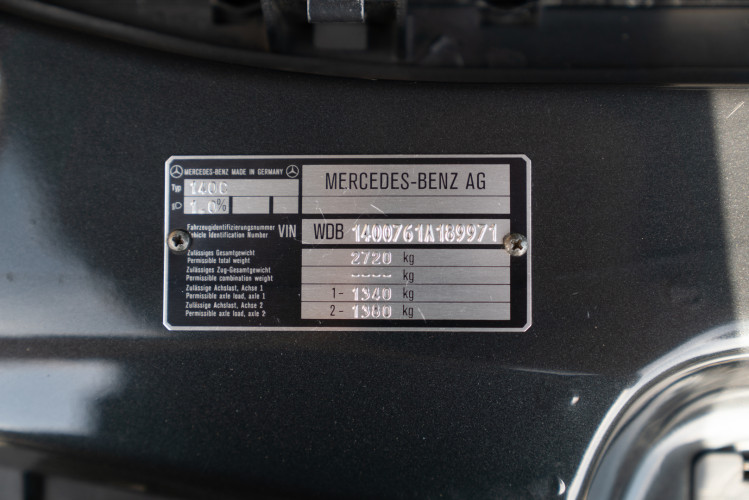 MERCEDES-BENZ MADE IN GERMANY
MERCEDES-BENZ AG
Typ 140C
1.0%
Fahrzeugidentifizierungsnummer
Vehicle Identification Number VIN WDB 1400761A189971
Zulässiges Gesamtgewicht
Permissible total weight 2720 kg
Zulässiges Zug-Gesamtgewicht
Permissible combination weight kg
Zulässige Achslast, Achse 1
Permissible axle load, axle 1 1- 1340 kg
Zulässige Achslast, Achse 2
Permissible axle load, axle 2 2- 1380 kg